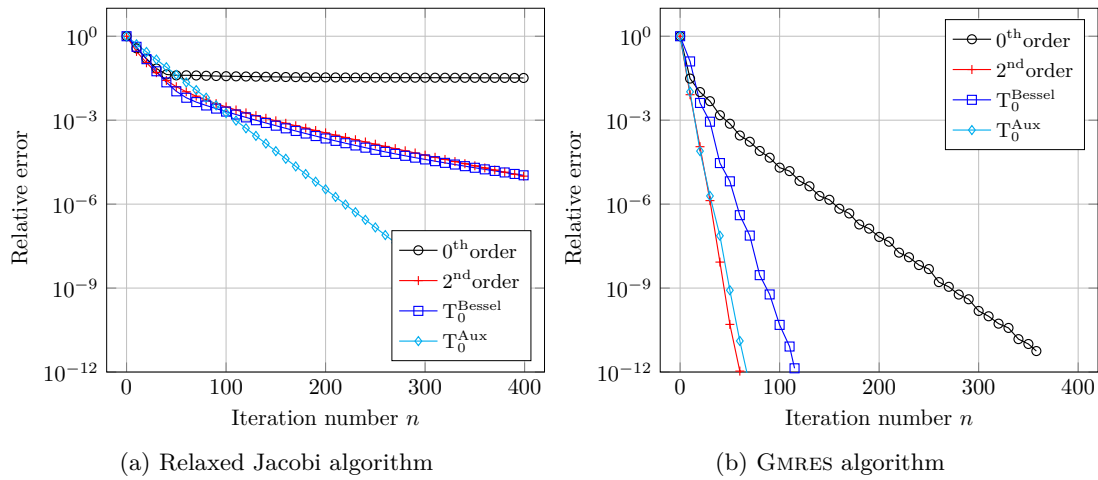 10^0
10^−3
10^−6
10^−9
10^−12
Relative error
0 100 200 300 400
Iteration number n
0^th order
2^nd order
T_0^Bessel
T_0^Aux
(a) Relaxed Jacobi algorithm
10^0
10^−3
10^−6
10^−9
10^−12
Relative error
0 100 200 300 400
Iteration number n
0^th order
2^nd order
T_0^Bessel
T_0^Aux
(b) GMRES algorithm